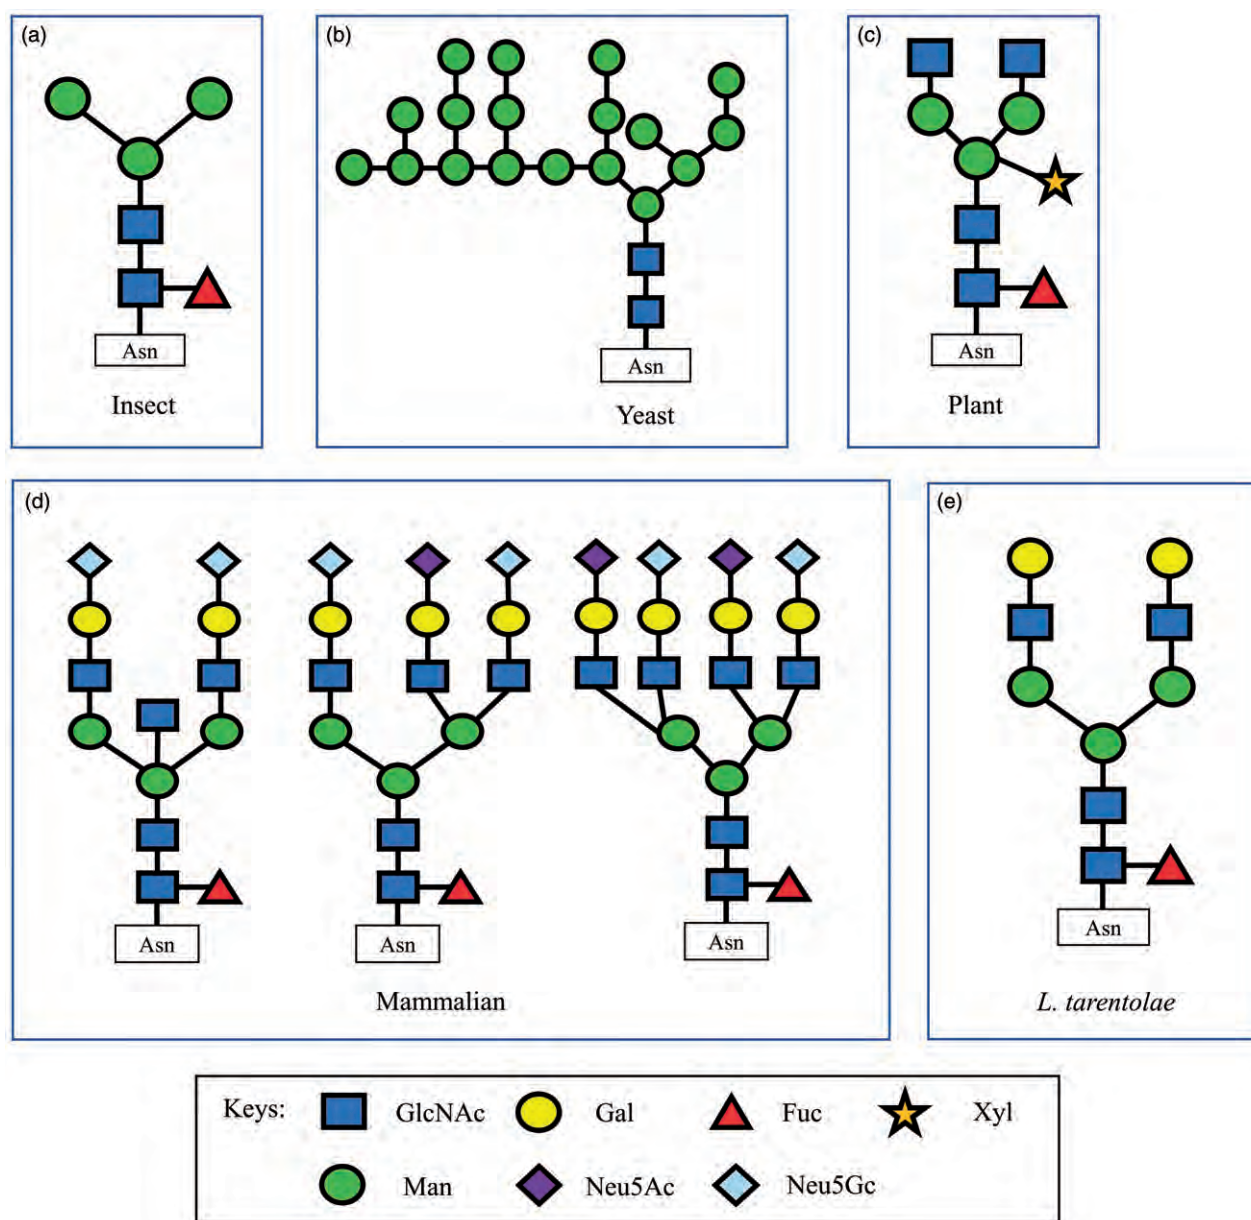 (a)
Asn
Insect
(b)
Asn
Yeast
(c)
Asn
Plant
(d)
Asn
Asn
Asn
Mammalian
(e)
Asn
L. tarentolae
Keys: GlcNAc Gal Fuc Xyl
Man Neu5Ac Neu5Gc